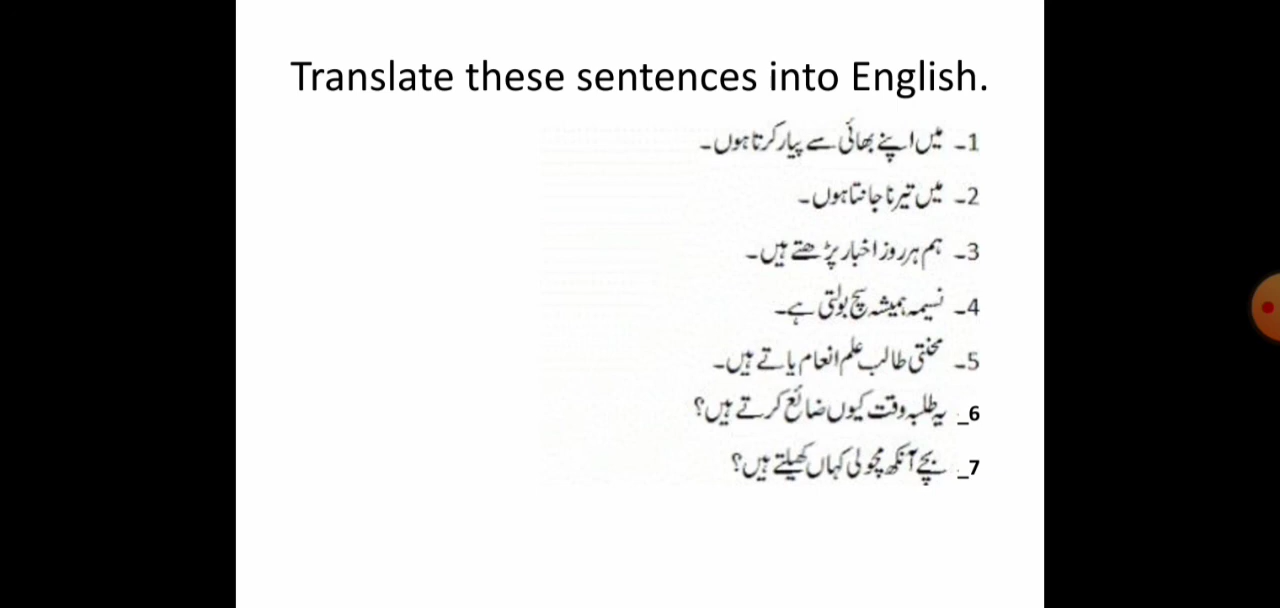 Translate these sentences into English.
1۔ میں اپنے بھائی سے پیار کرتا ہوں۔
2۔ میں تیرنا جانتا ہوں۔
3۔ ہم ہر روز اخبار پڑھتے ہیں۔
4۔ نسیمہ ہمیشہ سچ بولتی ہے۔
5۔ محنتی طالب علم انعام پاتے ہیں۔
6_ یہ طلبہ وقت کیوں ضائع کرتے ہیں؟
7_ بچے آنکھ مچولی کہاں کھیلتے ہیں؟